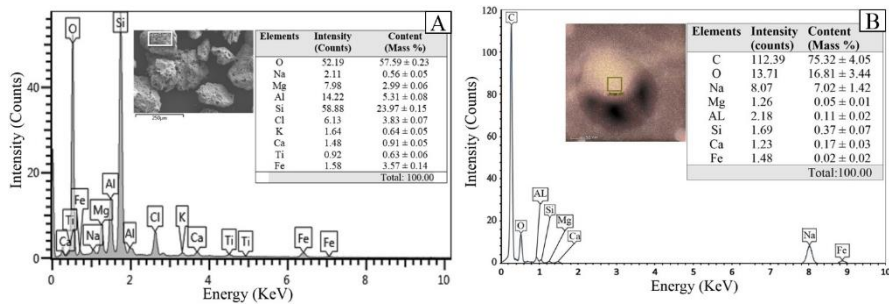 A
Intensity (Counts)
40
20
0
0 2 4 6 8 10
Energy (KeV)
O
Si
Ca
Ti
Fe
Na
Mg
Al
Al
Cl
K
Ca
Ti
Ti
Fe
Fe
250µm
Elements Intensity (Counts) Content (Mass %)
O 52.19 57.59 ± 0.23
Na 2.11 0.56 ± 0.05
Mg 7.98 2.99 ± 0.06
Al 14.22 5.31 ± 0.08
Si 58.88 23.97 ± 0.15
Cl 6.13 3.83 ± 0.07
K 1.64 0.64 ± 0.05
Ca 1.48 0.91 ± 0.05
Ti 0.92 0.63 ± 0.06
Fe 1.58 3.57 ± 0.14
Total: 100.00
B
Intensity (Counts)
120
100
80
60
40
20
0
0 1 2 3 4 5 6 7 8 9 10
Energy (KeV)
C
O
AL
Si
Mg
Ca
Na
Fe
Elements Intensity (counts) Content (Mass %)
C 112.39 75.32 ± 4.05
O 13.71 16.81 ± 3.44
Na 8.07 7.02 ± 1.42
Mg 1.26 0.05 ± 0.01
AL 2.18 0.11 ± 0.02
Si 1.69 0.37 ± 0.07
Ca 1.23 0.17 ± 0.03
Fe 1.48 0.02 ± 0.02
Total:100.00